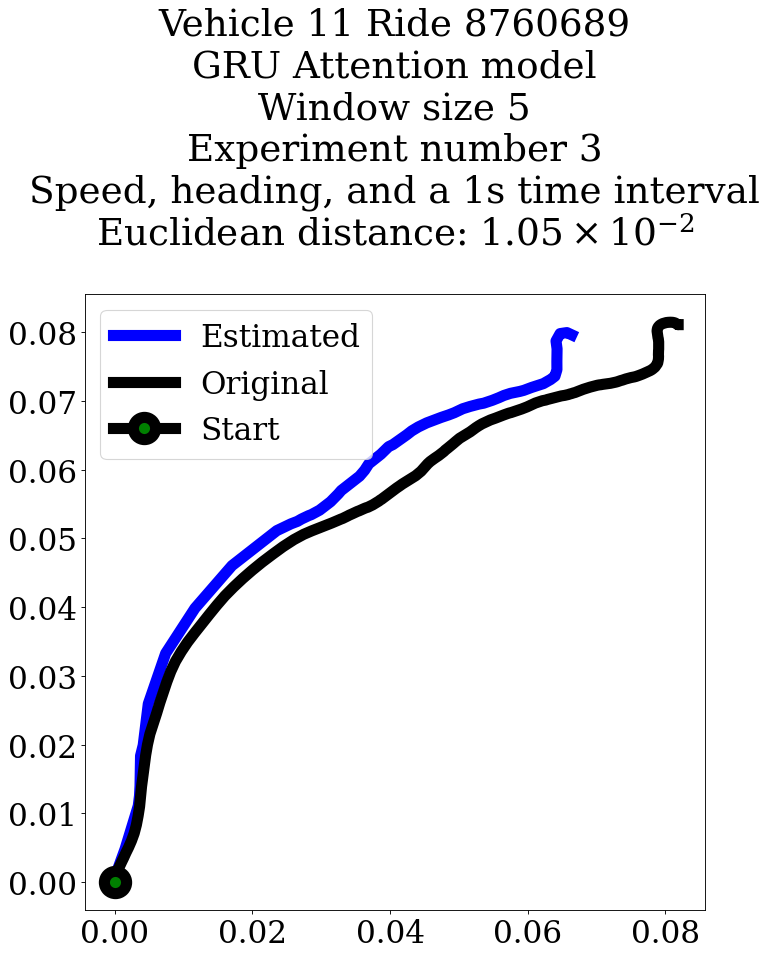 Vehicle 11 Ride 8760689
GRU Attention model
Window size 5
Experiment number 3
Speed, heading, and a 1s time interval
Euclidean distance: 1.05 × 10⁻²
Estimated
Original
Start
0.08
0.07
0.06
0.05
0.04
0.03
0.02
0.01
0.00
0.00 0.02 0.04 0.06 0.08